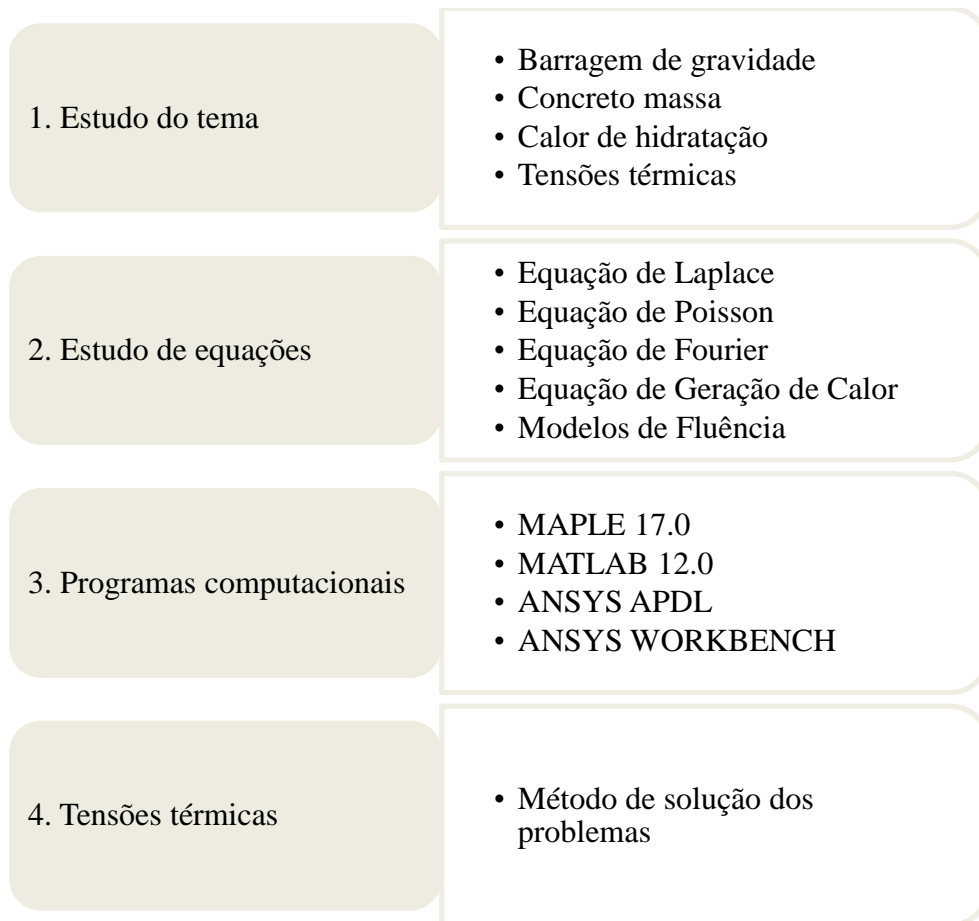 1. Estudo do tema
• Barragem de gravidade
• Concreto massa
• Calor de hidratação
• Tensões térmicas
2. Estudo de equações
• Equação de Laplace
• Equação de Poisson
• Equação de Fourier
• Equação de Geração de Calor
• Modelos de Fluência
3. Programas computacionais
• MAPLE 17.0
• MATLAB 12.0
• ANSYS APDL
• ANSYS WORKBENCH
4. Tensões térmicas
• Método de solução dos
problemas